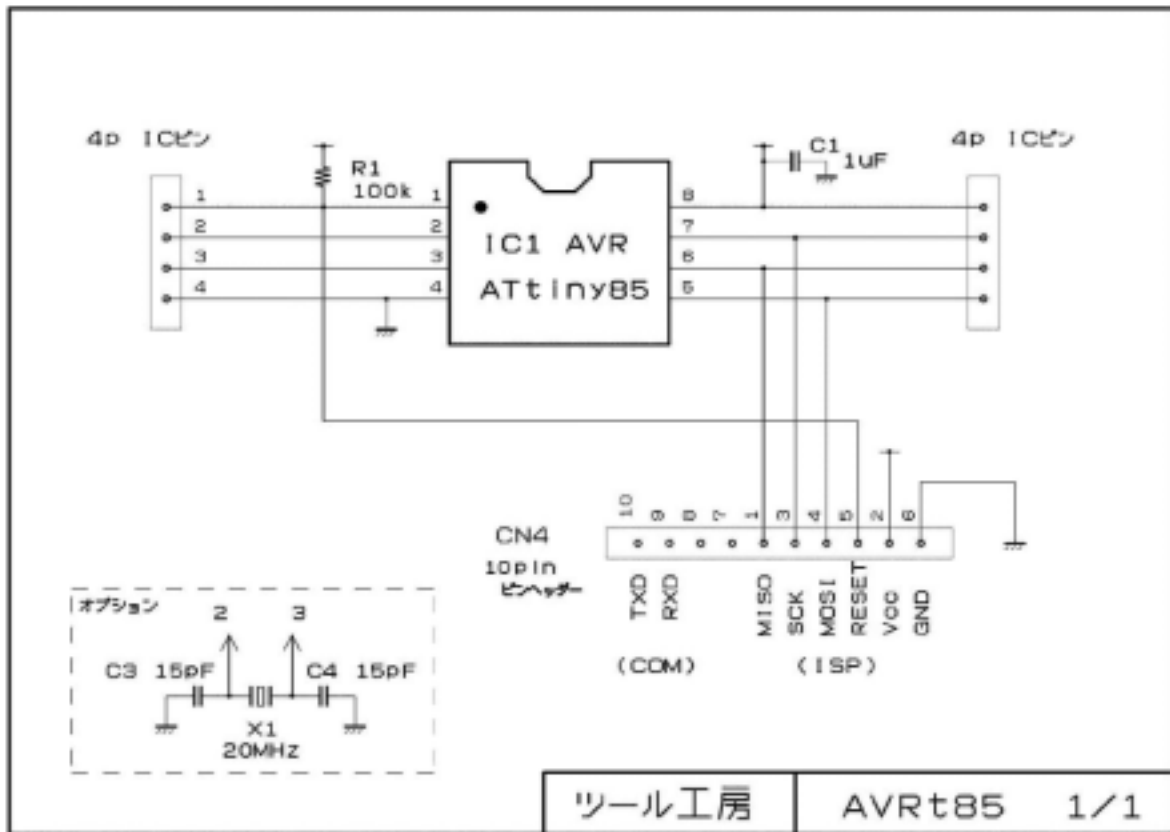 4p ICピン
4p ICピン
R1
100k
C1
1uF
1
2
3
4
1
2
3
4
8
7
6
5
IC1 AVR
ATtiny85
CN4
10pin
ピンヘッダー
10
9
8
7
1
3
4
5
2
6
TXD
RXD
MISO
SCK
MOSI
RESET
VCC
GND
(COM)
(ISP)
オプション
2
3
C3 15pF
C4 15pF
X1
20MHz
ツール工房
AVRt85 1/1